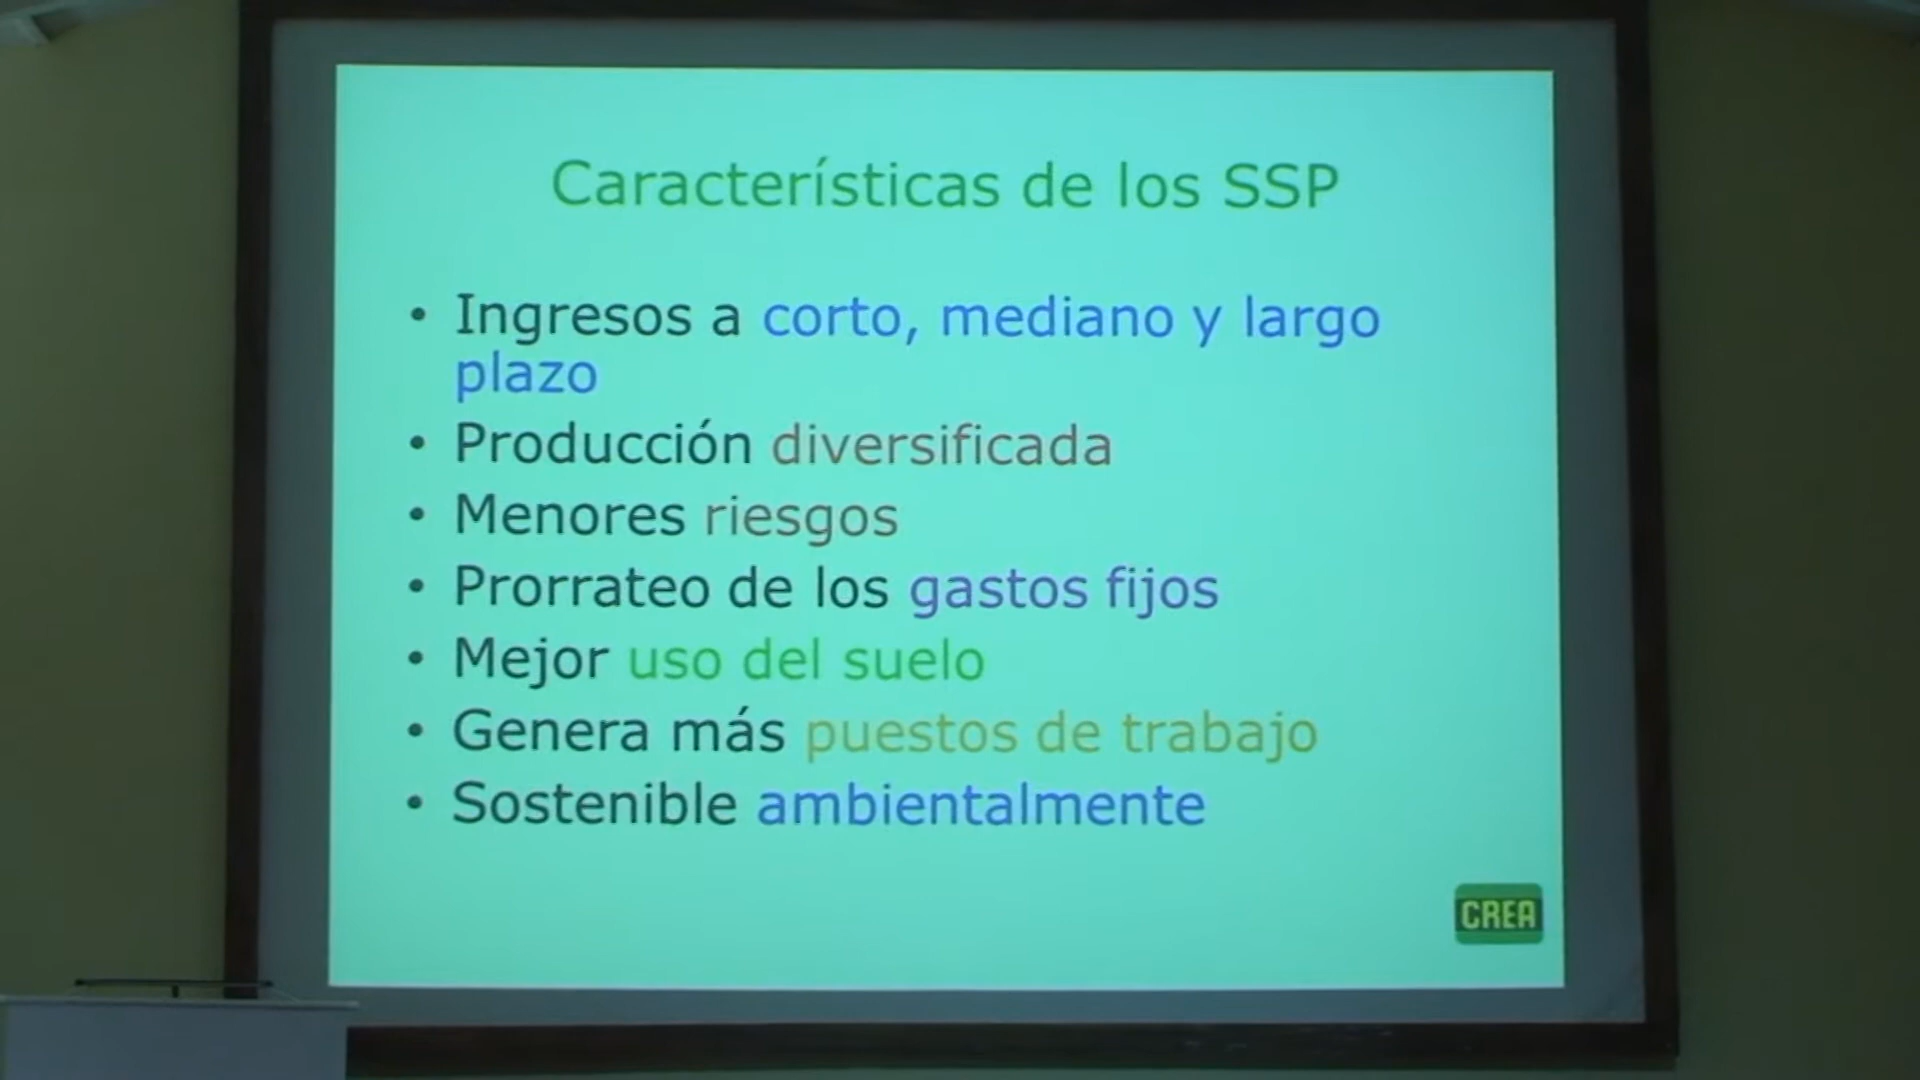 Características de los SSP
• Ingresos a corto, mediano y largo
plazo
• Producción diversificada
• Menores riesgos
• Prorrateo de los gastos fijos
• Mejor uso del suelo
• Genera más puestos de trabajo
• Sostenible ambientalmente
CREA